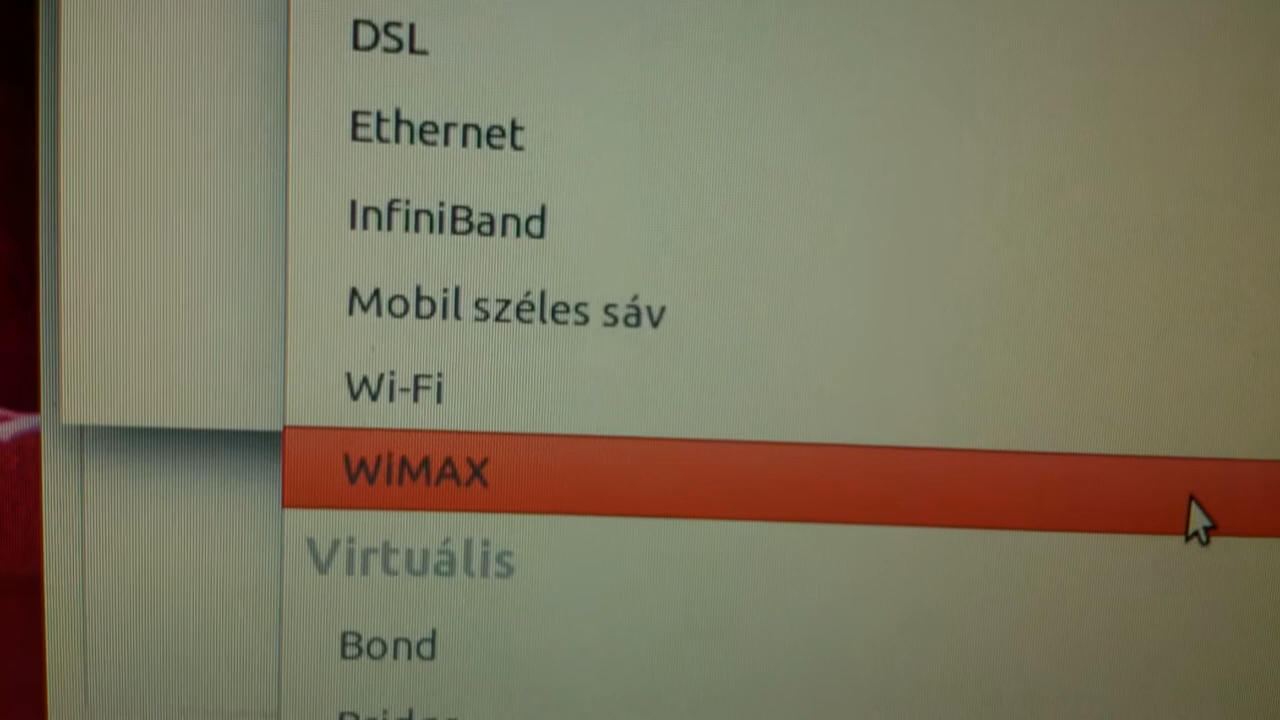 DSL
Ethernet
InfiniBand
Mobil széles sáv
Wi-Fi
WiMAX
Virtuális
Bond